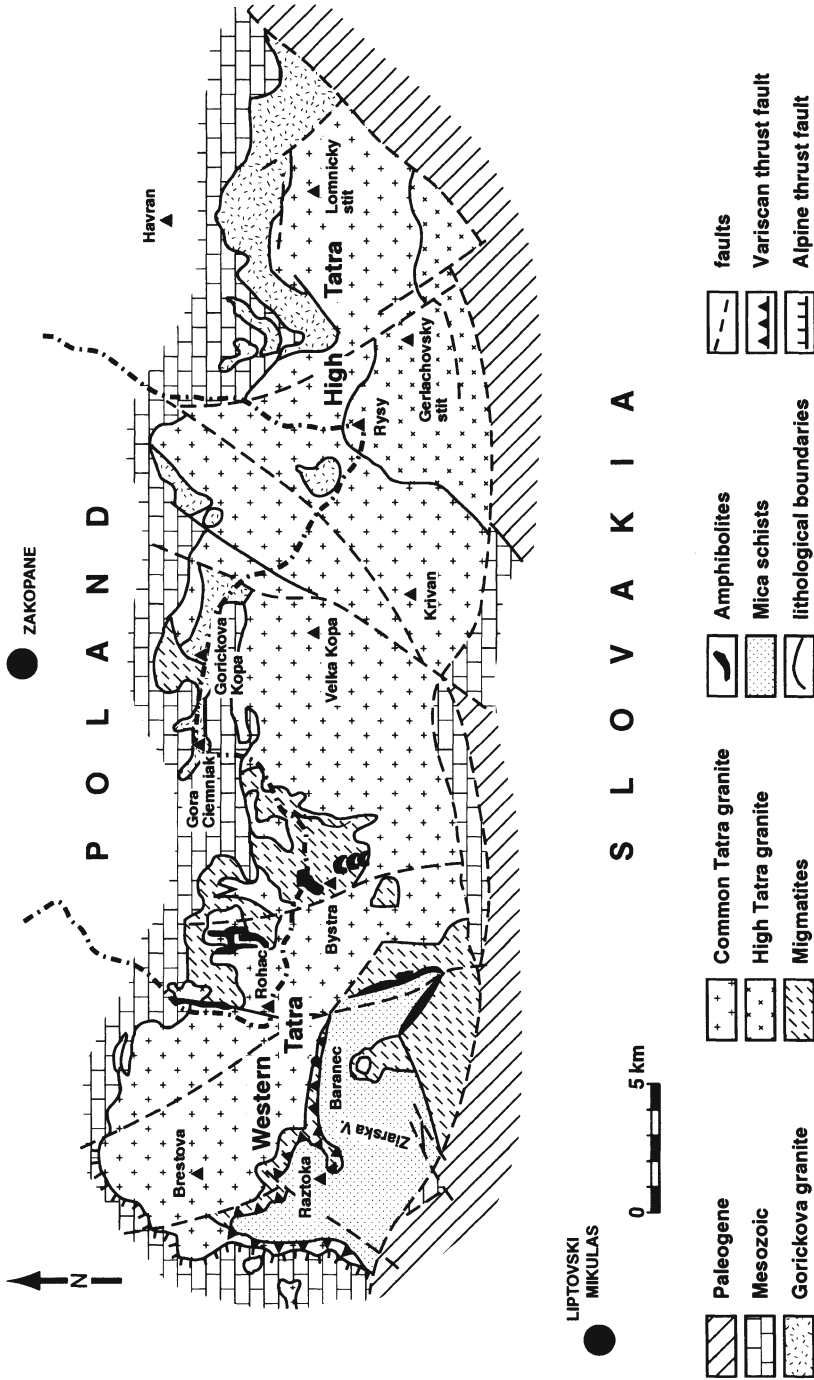 N
POLAND
ZAKOPANE
Havran
Brestova
Western
Tatra
Rohac
Gora
Ciemniak
Gorickova
Kopa
High
Tatra
Lomnicky
stit
Raztoka
Baranec
Ziarska V.
Bystra
Velka Kopa
Krivan
Rysy
Gerlachovsky
stit
LIPTOVSKI
MIKULAS
0
5 km
SLOVAKIA
Paleogene
Mesozoic
Gorickova granite
Common Tatra granite
High Tatra granite
Migmatites
Amphibolites
Mica schists
lithological boundaries
faults
Variscan thrust fault
Alpine thrust fault